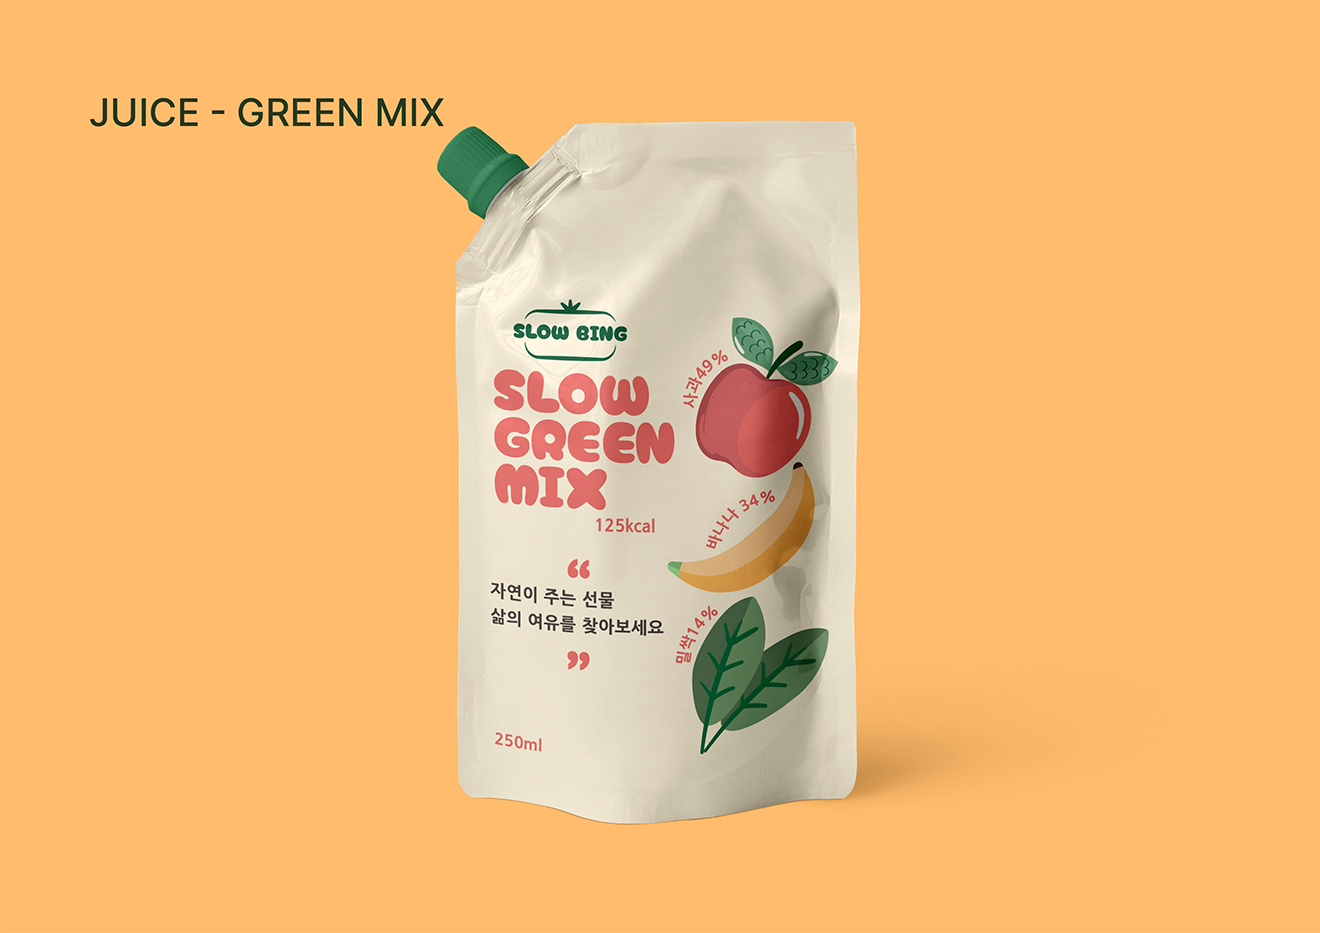 JUICE - GREEN MIX
SLOW BING
SLOW
GREEN
MIX
125kcal
사과49%
바나나 34%
밀싹14%
“
자연이 주는 선물
삶의 여유를 찾아보세요
”
250ml